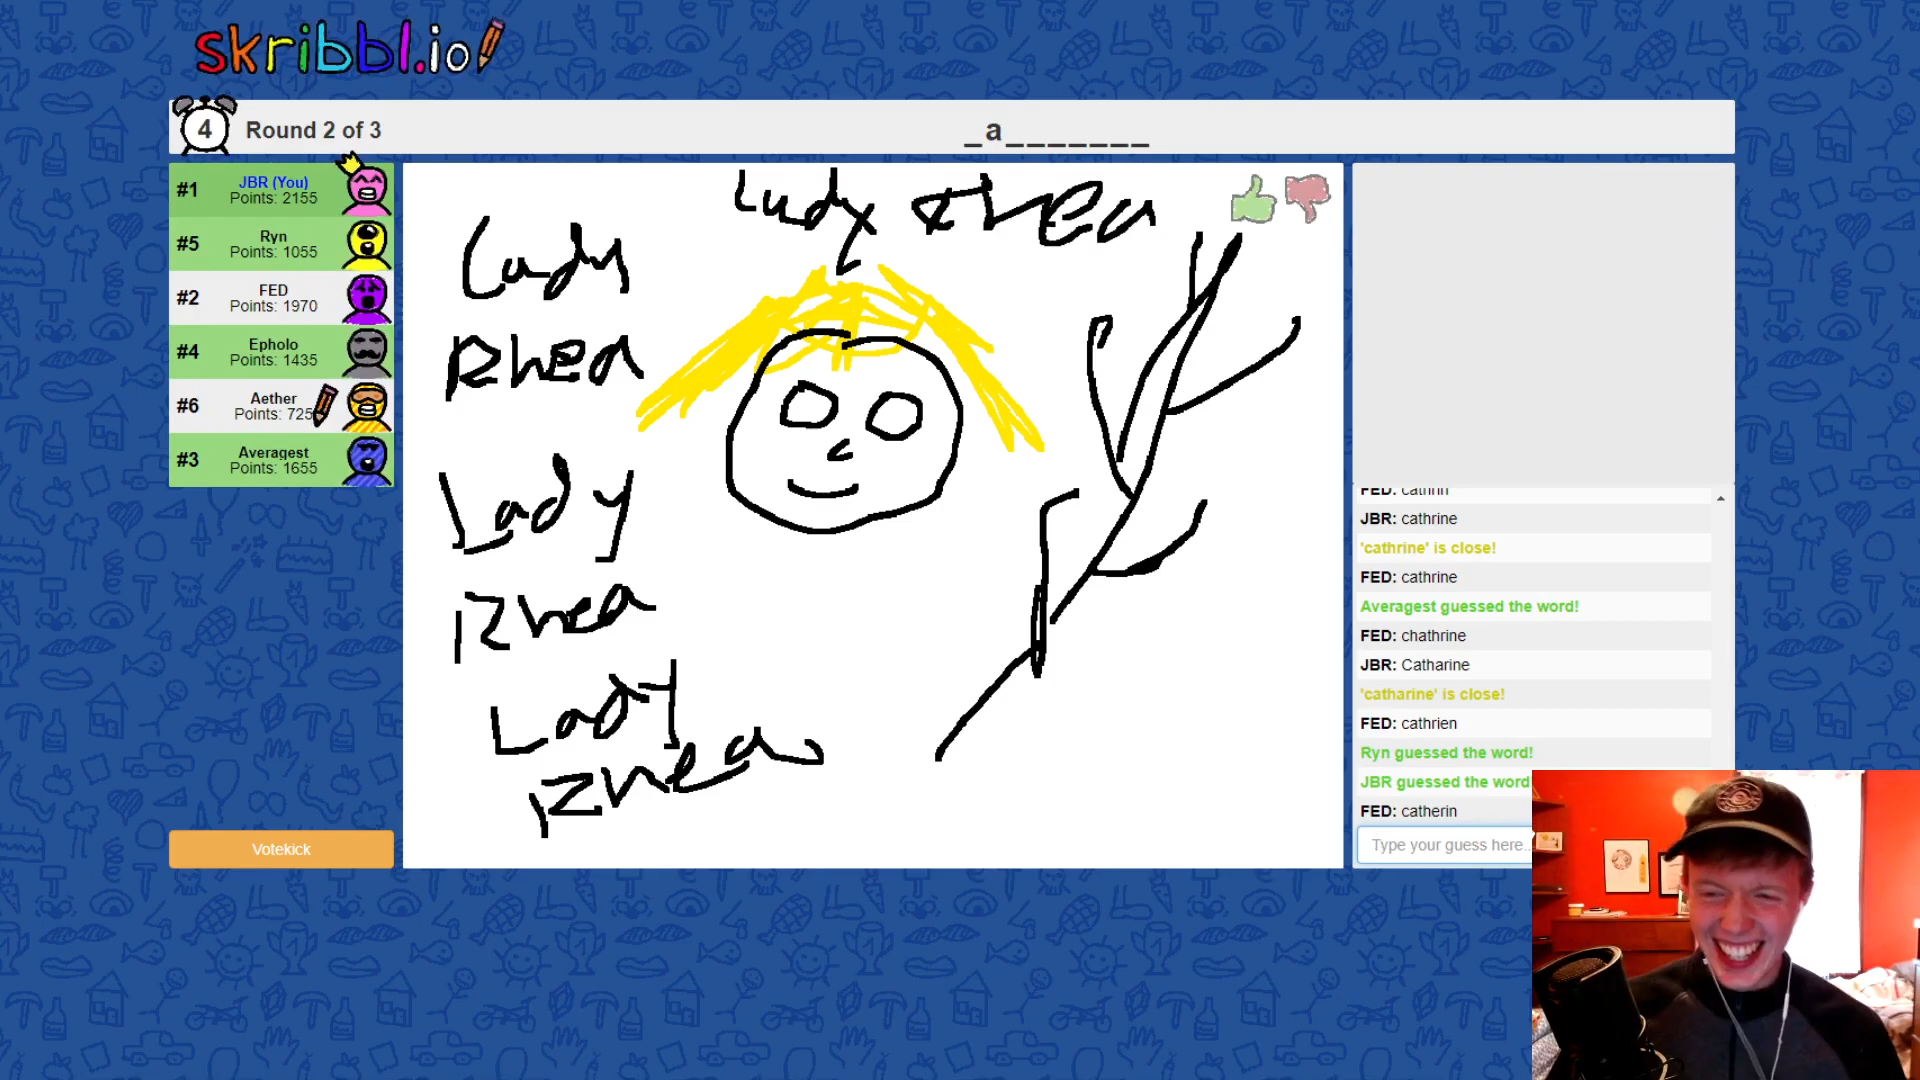 skribbl.io
4
Round 2 of 3
_a_______
#1
JBR (You)
Points: 2155
#5
Ryn
Points: 1055
#2
FED
Points: 1970
#4
Epholo
Points: 1435
#6
Aether
Points: 725
#3
Averagest
Points: 1655
Votekick
Lady Rhea
Lady
Rhea
Lady
Rhea
Lady
Rhea
FED: cathrin
JBR: cathrine
'cathrine' is close!
FED: cathrine
Averagest guessed the word!
FED: chathrine
JBR: Catharine
'catharine' is close!
FED: cathrien
Ryn guessed the word!
JBR guessed the word
FED: catherin
Type your guess here..